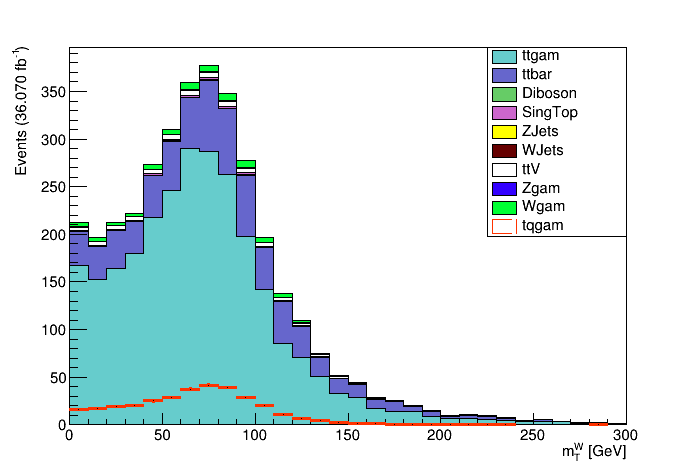 Events (36.070 fb⁻¹)
350
300
250
200
150
100
50
0
0 50 100 150 200 250 300
m_T^W [GeV]
ttgam
ttbar
Diboson
SingTop
ZJets
WJets
ttV
Zgam
Wgam
tqgam